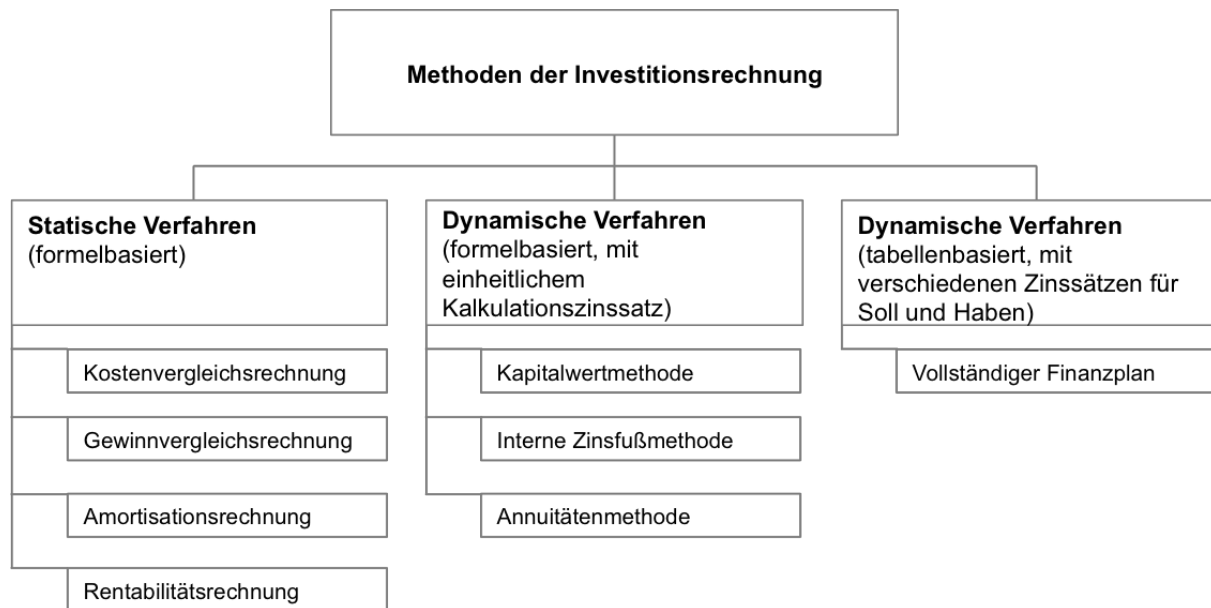 Methoden der Investitionsrechnung
Statische Verfahren
(formelbasiert)
Kostenvergleichsrechnung
Gewinnvergleichsrechnung
Amortisationsrechnung
Rentabilitätsrechnung
Dynamische Verfahren
(formelbasiert, mit
einheitlichem
Kalkulationszinssatz)
Kapitalwertmethode
Interne Zinsfußmethode
Annuitätenmethode
Dynamische Verfahren
(tabellenbasiert, mit
verschiedenen Zinssätzen für
Soll und Haben)
Vollständiger Finanzplan